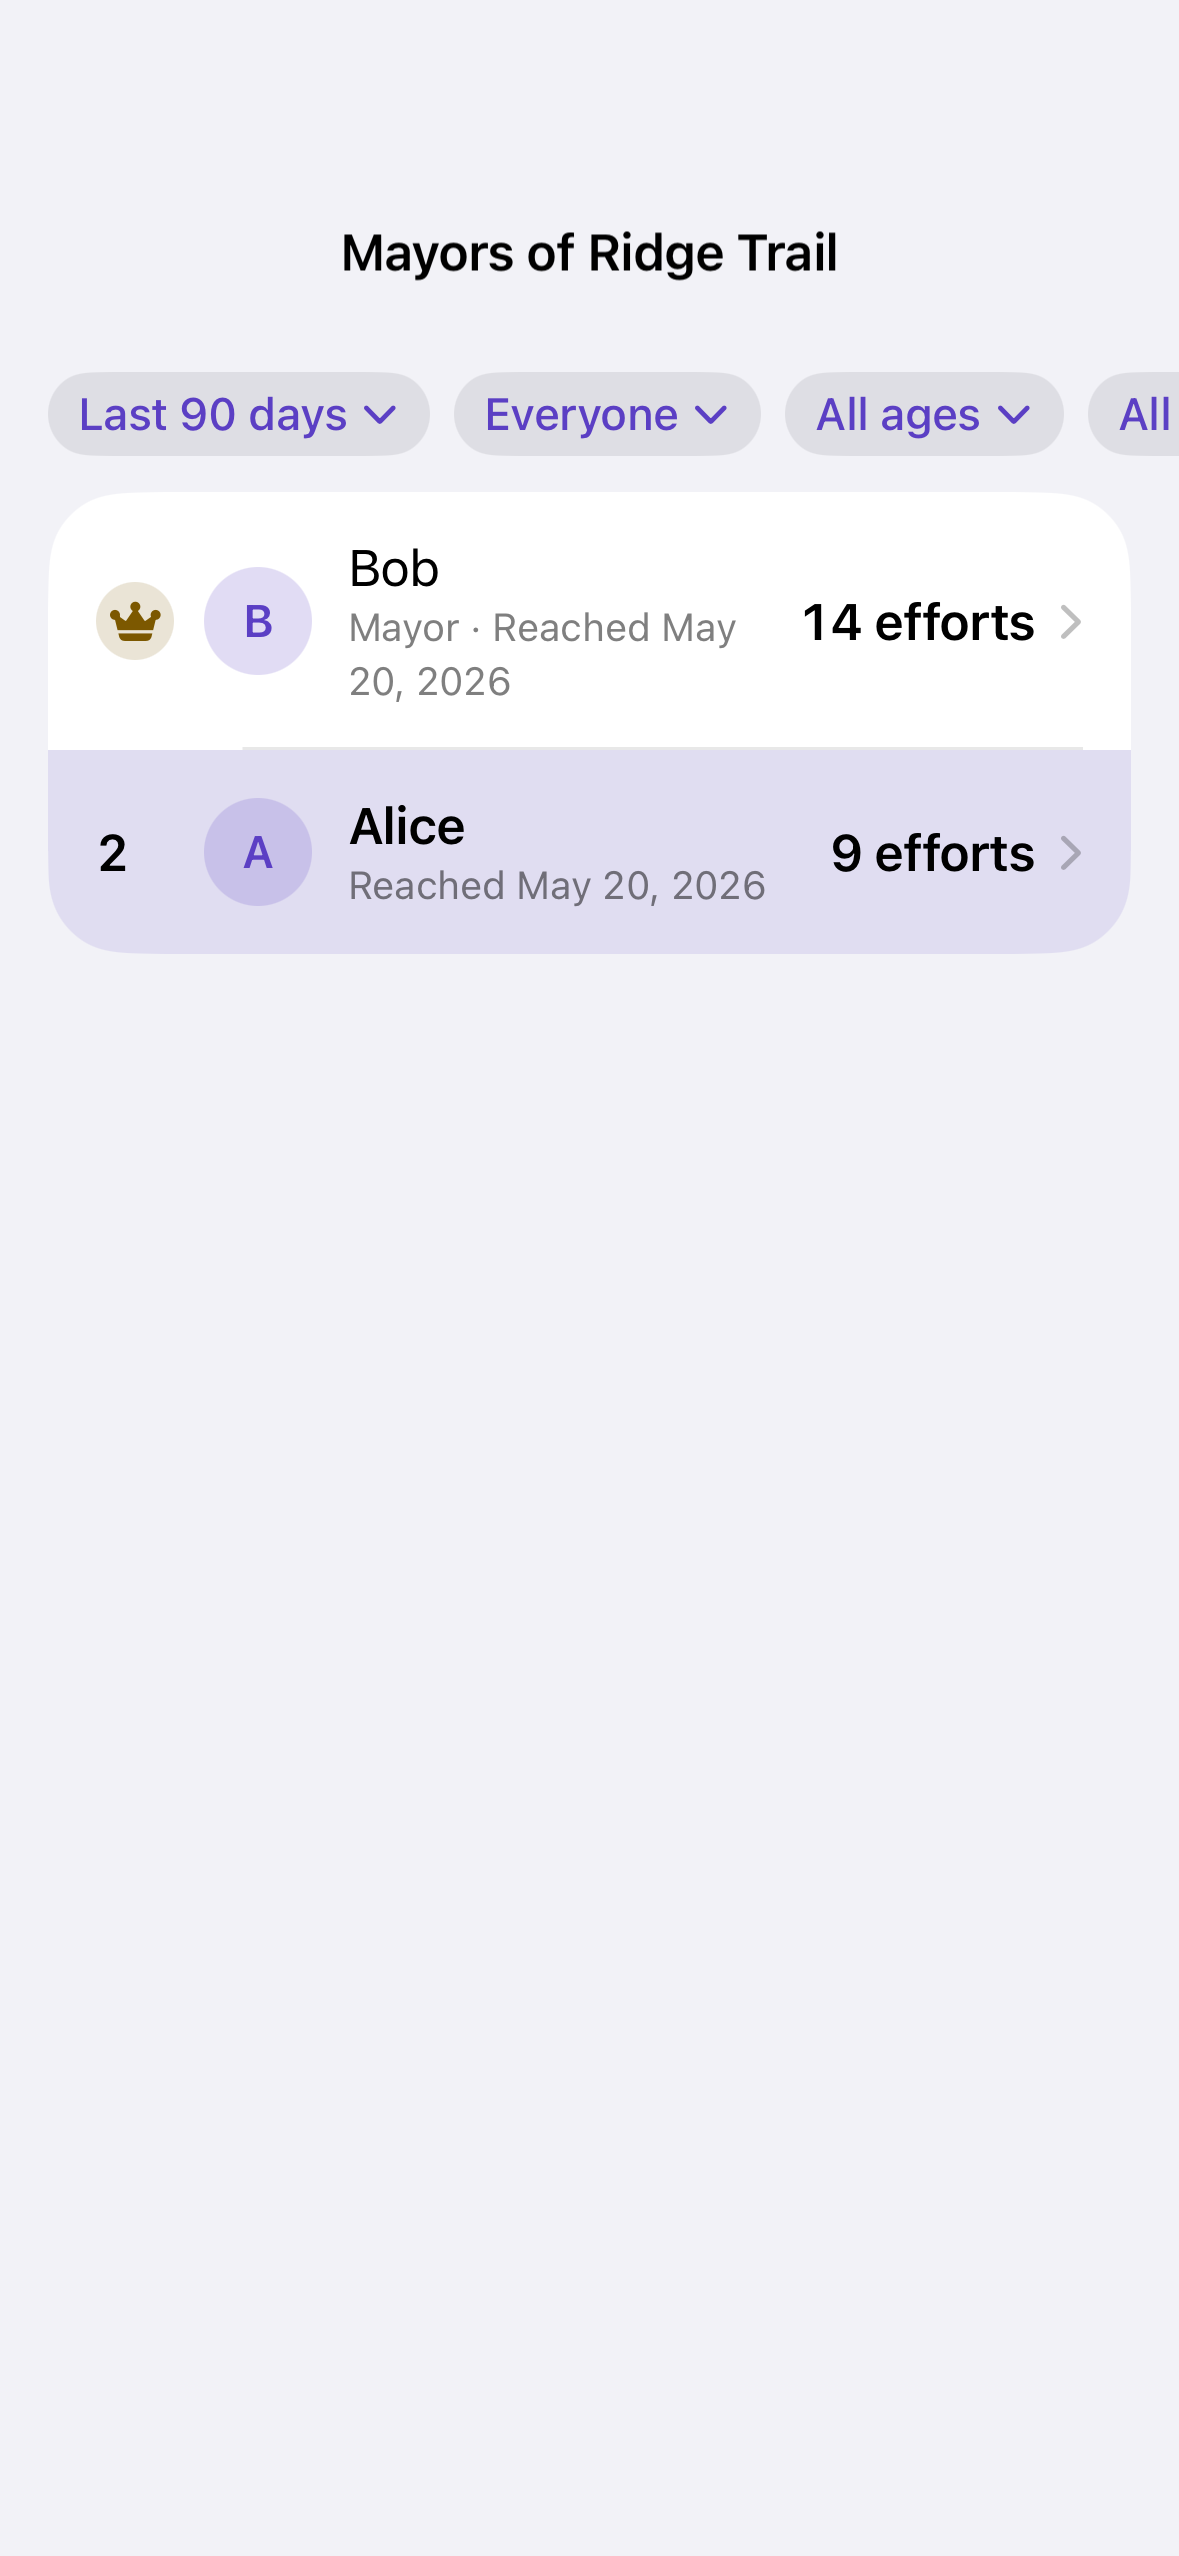 Mayors of Ridge Trail
Last 90 days
Everyone
All ages
All
B
Bob
Mayor · Reached May
20, 2026
14 efforts
2
A
Alice
Reached May 20, 2026
9 efforts